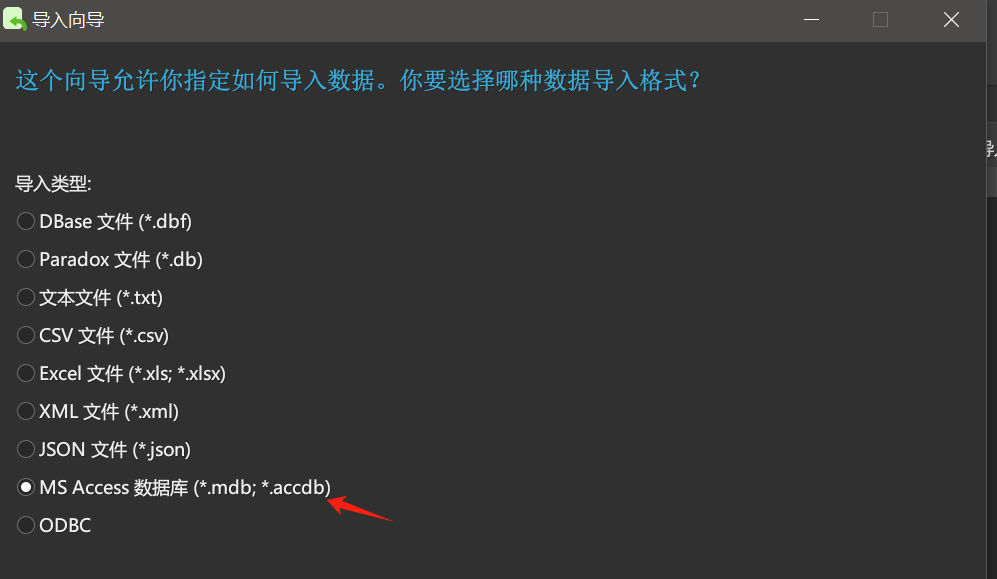 导入向导
这个向导允许你指定如何导入数据。你要选择哪种数据导入格式？
导入类型:
DBase 文件 (*.dbf)
Paradox 文件 (*.db)
文本文件 (*.txt)
CSV 文件 (*.csv)
Excel 文件 (*.xls; *.xlsx)
XML 文件 (*.xml)
JSON 文件 (*.json)
MS Access 数据库 (*.mdb; *.accdb)
ODBC